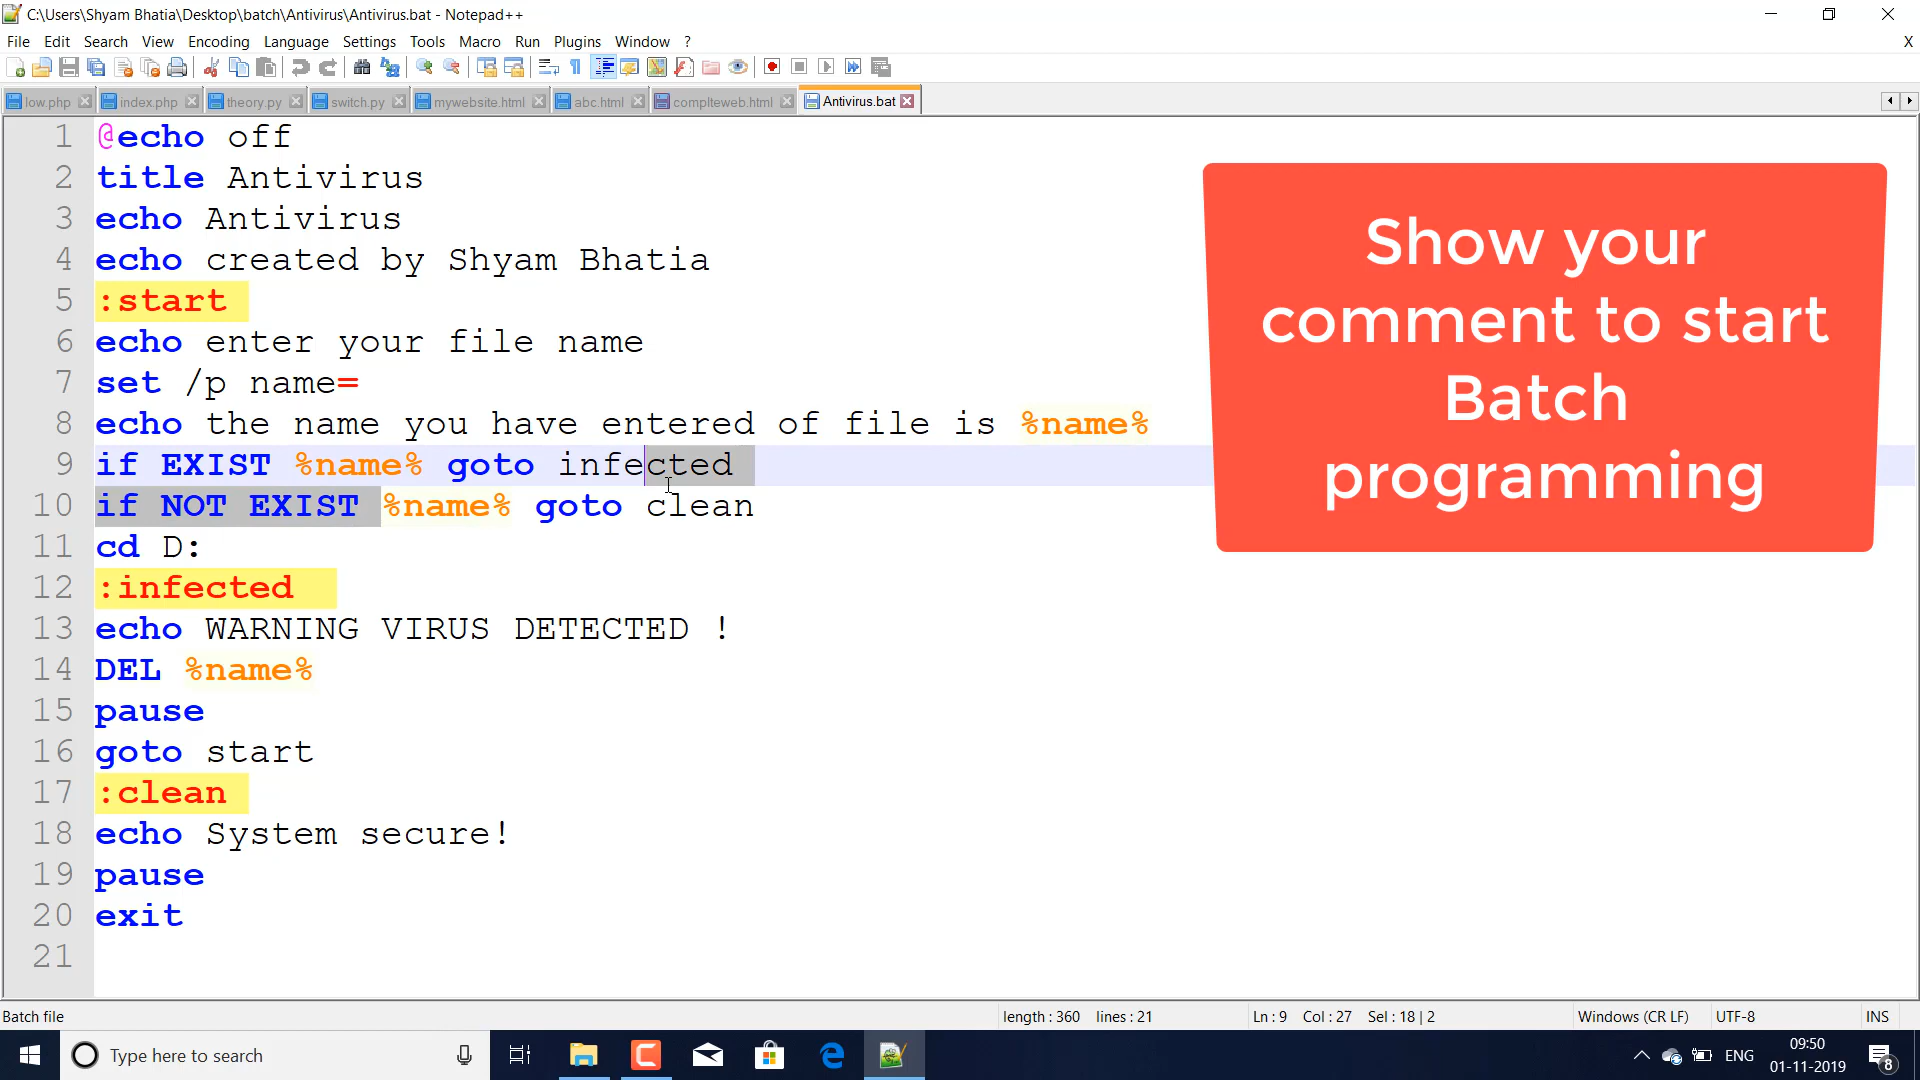 C:\Users\Shyam Bhatia\Desktop\batch\Antivirus\Antivirus.bat - Notepad++
File Edit Search View Encoding Language Settings Tools Macro Run Plugins Window ? X
low.php index.php theory.py switch.py mywebsite.html abc.html complteweb.html Antivirus.bat
1 @echo off
2 title Antivirus
3 echo Antivirus
4 echo created by Shyam Bhatia
5 :start
6 echo enter your file name
7 set /p name=
8 echo the name you have entered of file is %name%
9 if EXIST %name% goto infected
10 if NOT EXIST %name% goto clean
11 cd D:
12 :infected
13 echo WARNING VIRUS DETECTED !
14 DEL %name%
15 pause
16 goto start
17 :clean
18 echo System secure!
19 pause
20 exit
21
Show your
comment to start
Batch
programming
Batch file length : 360 lines : 21 Ln : 9 Col : 27 Sel : 18 | 2 Windows (CR LF) UTF-8 INS
Type here to search
ENG
09:50
01-11-2019
8